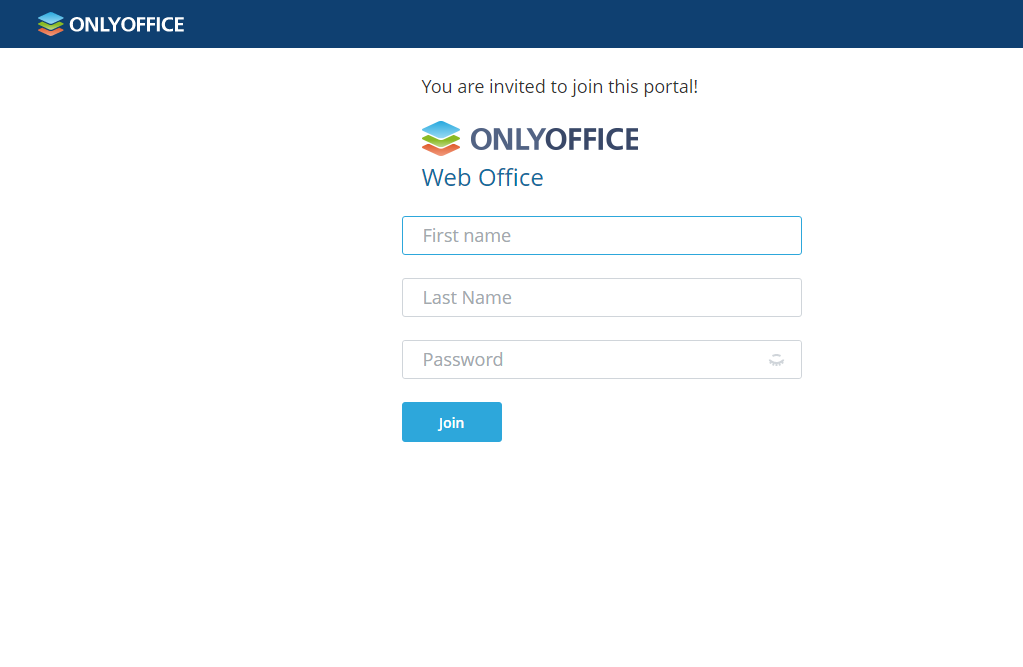 ONLYOFFICE
You are invited to join this portal!
ONLYOFFICE
Web Office
First name
Last Name
Password
Join